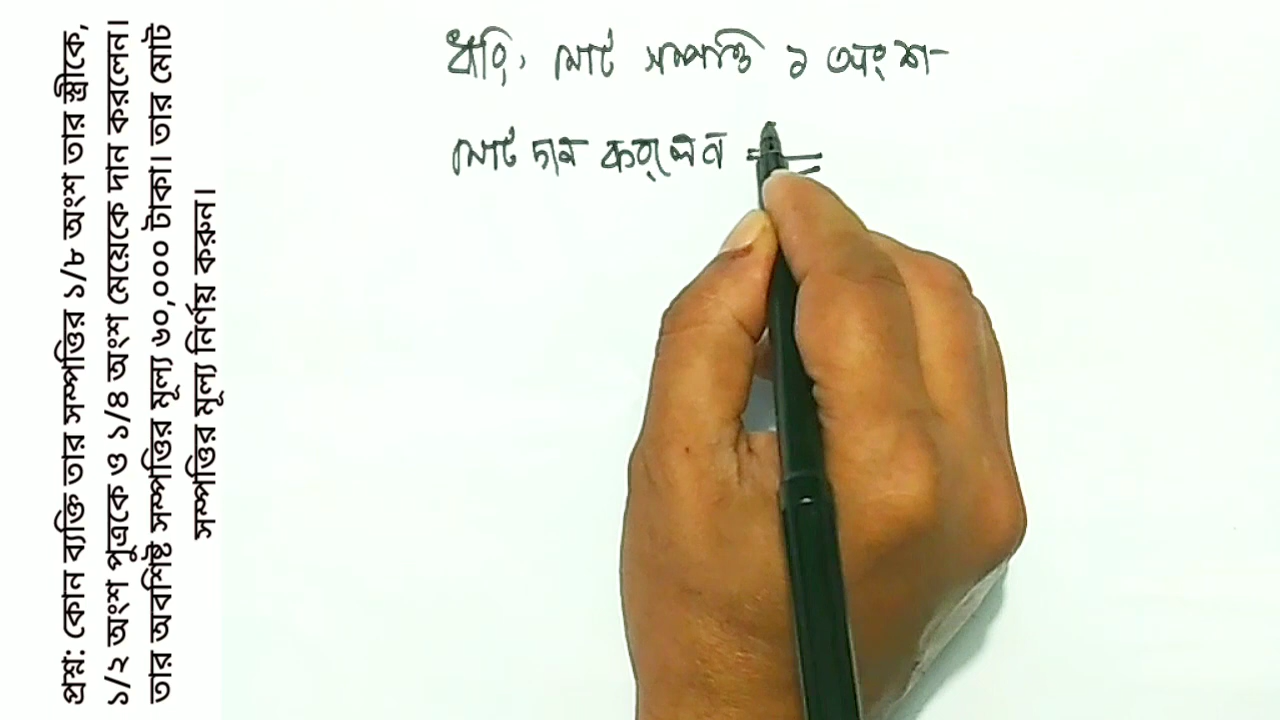 প্রশ্ন: কোন ব্যক্তি তার সম্পত্তির ১/৮ অংশ তার স্ত্রীকে,
১/২ অংশ পুত্রকে ও ১/৪ অংশ মেয়েকে দান করলেন।
তার অবশিষ্ট সম্পত্তির মূল্য ৬০,০০০ টাকা। তার মোট
সম্পত্তির মূল্য নির্ণয় করুন।
ধরি, মোট সম্পত্তি ১ অংশ
মোট দান করলেন =